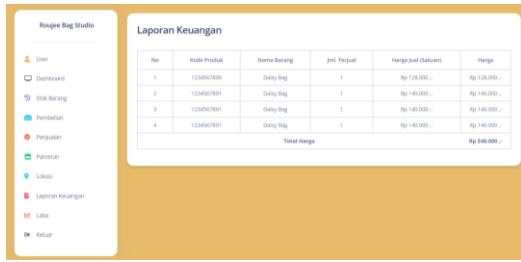 Roujee Bag Studio
User
Dashboard
Stok Barang
Pembelian
Penjualan
Pameran
Lokasi
Laporan Keuangan
Laba
Keluar
Laporan Keuangan
No Kode Produk Nama Barang Jml. Terjual Harga Jual (Satuan) Harga
1 1234567890 Daisy Bag 1 Rp 128.000 ,- Rp 128.000 ,-
2 1234567891 Daisy Bag 1 Rp 140.000 ,- Rp 140.000 ,-
3 1234567891 Daisy Bag 1 Rp 140.000 ,- Rp 140.000 ,-
4 1234567891 Daisy Bag 1 Rp 140.000 ,- Rp 140.000 ,-
Total Harga Rp 548.000 ,-